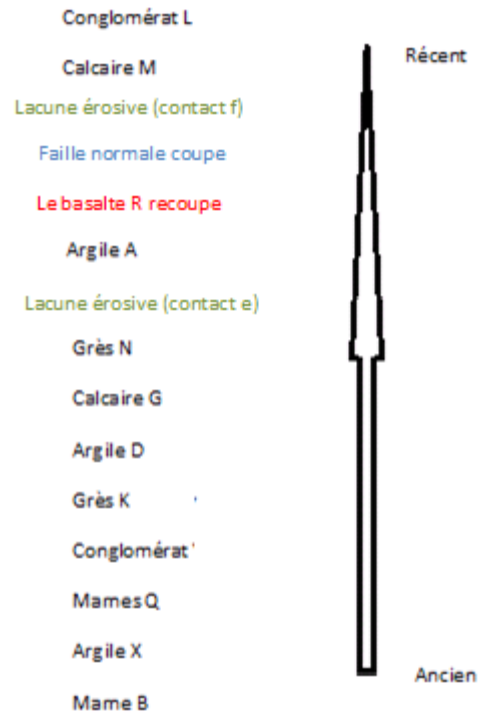 Conglomérat L
Récent
Calcaire M
Lacune érosive (contact f)
Faille normale coupe
Le basalte R recoupe
Argile A
Lacune érosive (contact e)
Grès N
Calcaire G
Argile D
Grès K
Conglomérat
Marnes Q
Argile X
Ancien
Marne B